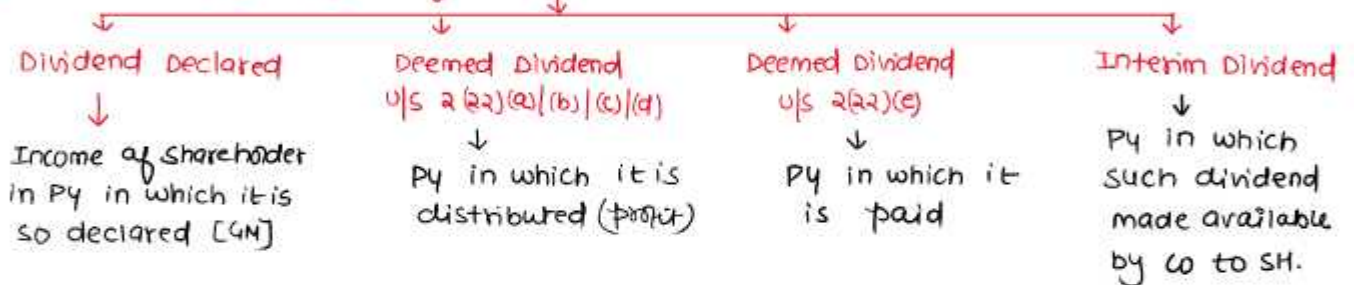 Dividend Declared
Income of shareholder
in PY in which it is
so declared [GM]
Deemed Dividend
U/S 2(22)(a)/(b)/(c)/(d)
PY in which it is
distributed (profit)
Deemed Dividend
U/S 2(22)(e)
PY in which it
is paid
Interim Dividend
PY in which
such dividend
made available
by co to SH.